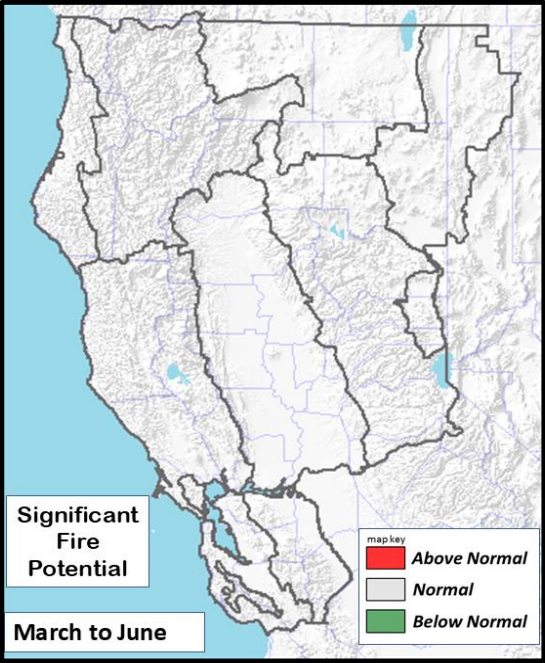 Significant
Fire
Potential
March to June
map key
Above Normal
Normal
Below Normal